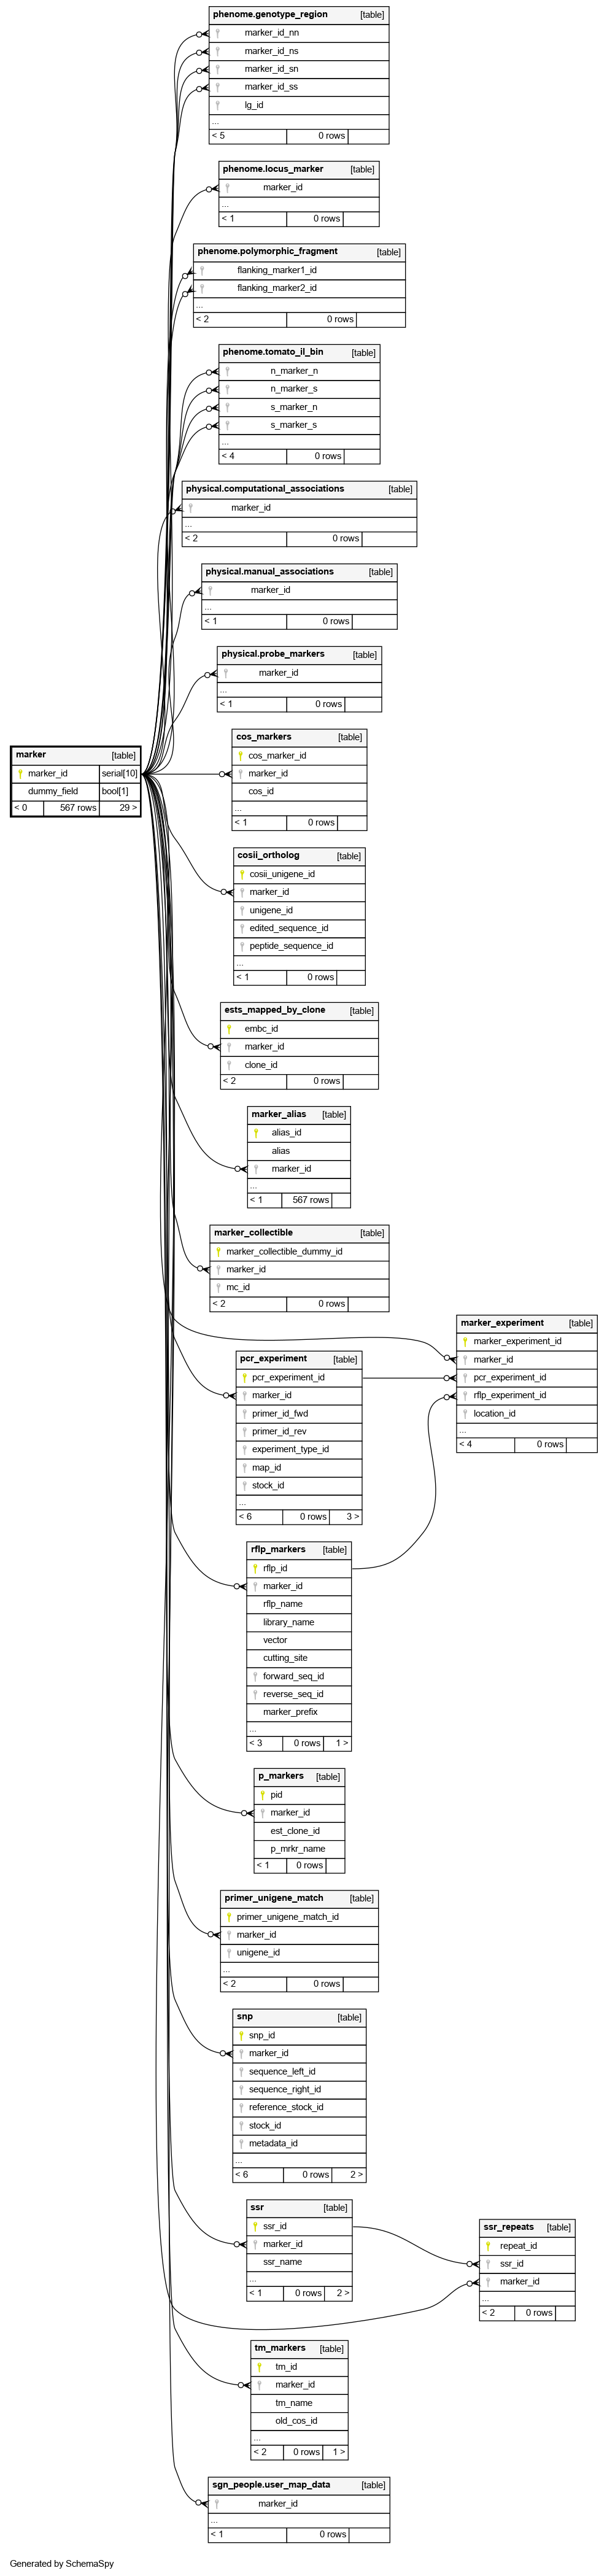 phenome.genotype_region [table]
marker_id_nn
marker_id_ns
marker_id_sn
marker_id_ss
lg_id
...
< 5 0 rows
phenome.locus_marker [table]
marker_id
...
< 1 0 rows
phenome.polymorphic_fragment [table]
flanking_marker1_id
flanking_marker2_id
...
< 2 0 rows
phenome.tomato_il_bin [table]
n_marker_n
n_marker_s
s_marker_n
s_marker_s
...
< 4 0 rows
physical.computational_associations [table]
marker_id
...
< 2 0 rows
physical.manual_associations [table]
marker_id
...
< 1 0 rows
physical.probe_markers [table]
marker_id
...
< 1 0 rows
marker [table]
marker_id serial[10]
dummy_field bool[1]
< 0 567 rows 29 >
cos_markers [table]
cos_marker_id
marker_id
cos_id
...
< 1 0 rows
cosii_ortholog [table]
cosii_unigene_id
marker_id
unigene_id
edited_sequence_id
peptide_sequence_id
...
< 1 0 rows
ests_mapped_by_clone [table]
embc_id
marker_id
clone_id
< 2 0 rows
marker_alias [table]
alias_id
alias
marker_id
...
< 1 567 rows
marker_collectible [table]
marker_collectible_dummy_id
marker_id
mc_id
< 2 0 rows
marker_experiment [table]
marker_experiment_id
marker_id
pcr_experiment_id
rflp_experiment_id
location_id
...
< 4 0 rows
pcr_experiment [table]
pcr_experiment_id
marker_id
primer_id_fwd
primer_id_rev
experiment_type_id
map_id
stock_id
...
< 6 0 rows 3 >
rflp_markers [table]
rflp_id
marker_id
rflp_name
library_name
vector
cutting_site
forward_seq_id
reverse_seq_id
marker_prefix
...
< 3 0 rows 1 >
p_markers [table]
pid
marker_id
est_clone_id
p_mrkr_name
< 1 0 rows
primer_unigene_match [table]
primer_unigene_match_id
marker_id
unigene_id
...
< 2 0 rows
snp [table]
snp_id
marker_id
sequence_left_id
sequence_right_id
reference_stock_id
stock_id
metadata_id
...
< 6 0 rows 2 >
ssr [table]
ssr_id
marker_id
ssr_name
...
< 1 0 rows 2 >
ssr_repeats [table]
repeat_id
ssr_id
marker_id
...
< 2 0 rows
tm_markers [table]
tm_id
marker_id
tm_name
old_cos_id
...
< 2 0 rows 1 >
sgn_people.user_map_data [table]
marker_id
...
< 1 0 rows
Generated by SchemaSpy